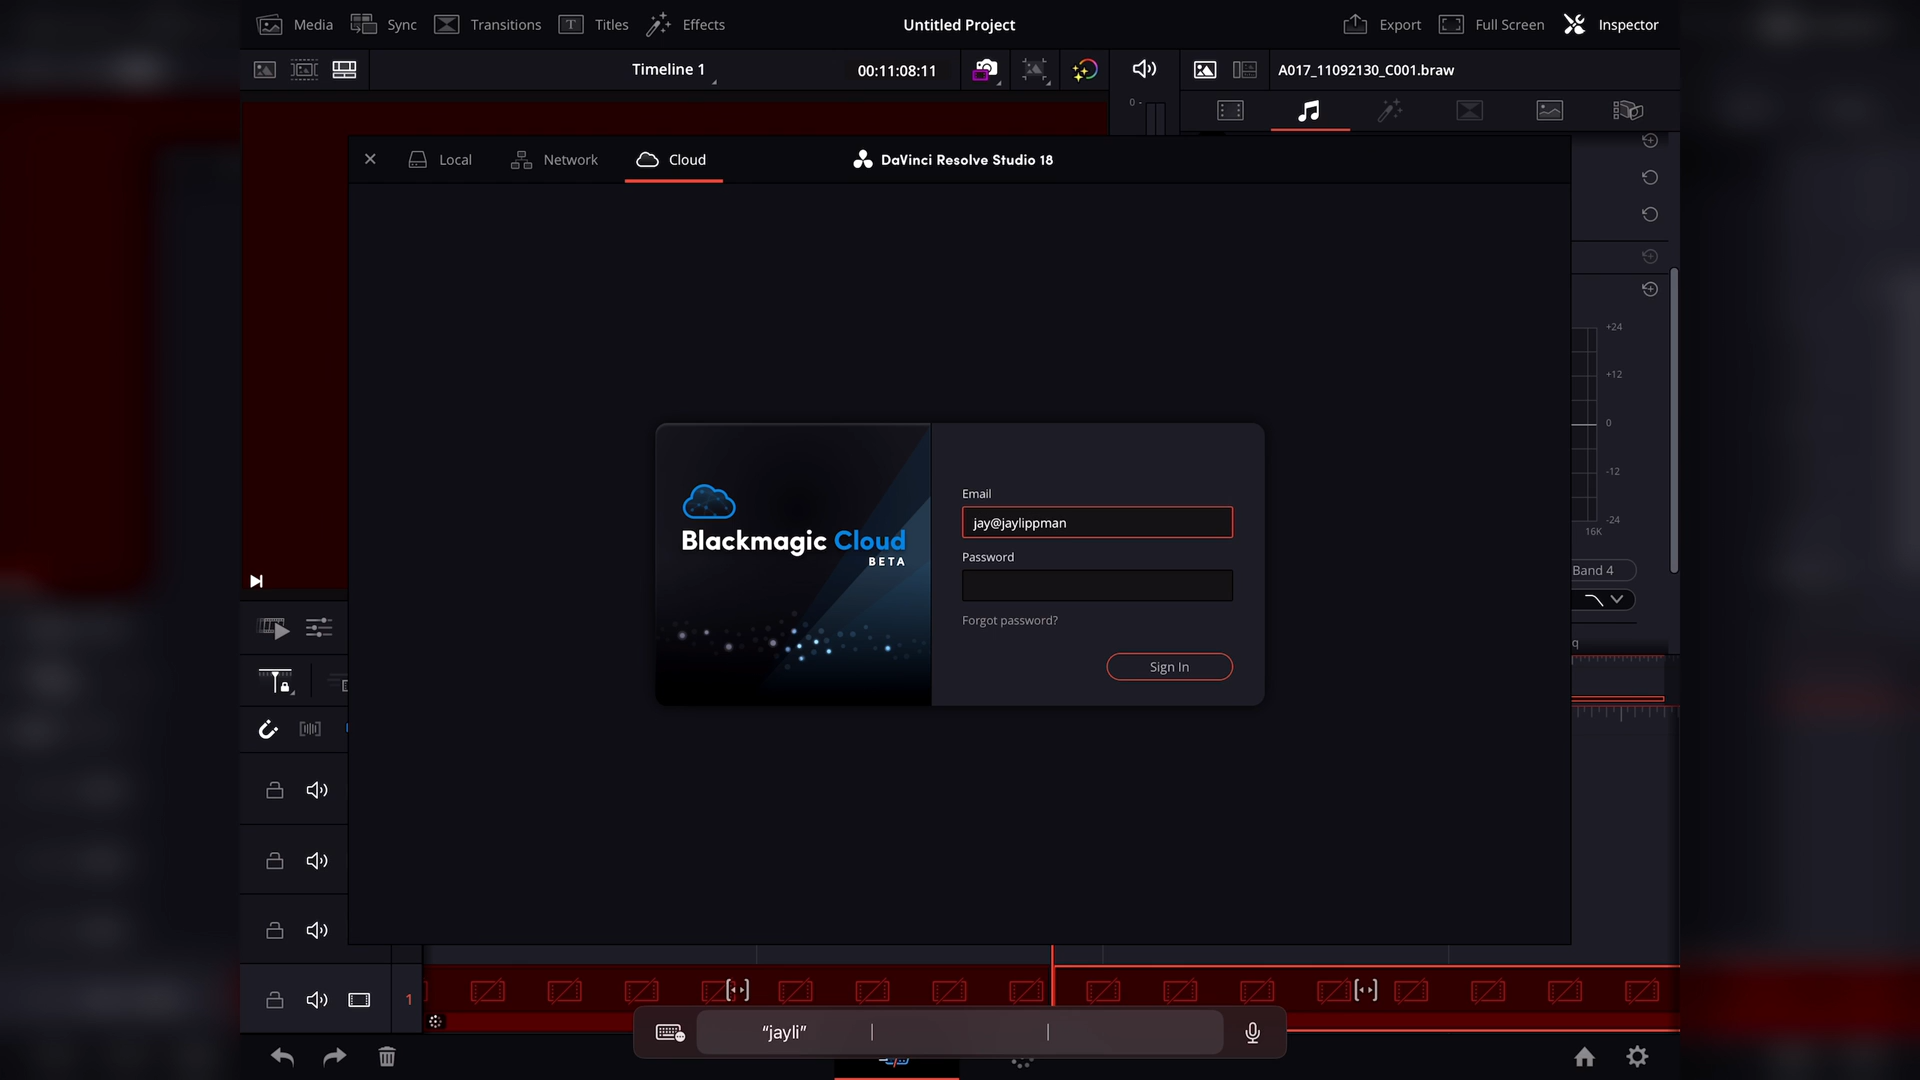 Media
Sync
Transitions
Titles
Effects
Untitled Project
Export
Full Screen
Inspector
Timeline 1
00:11:08:11
A017_11092130_C001.braw
0
Local
Network
Cloud
DaVinci Resolve Studio 18
+24
+12
0
-12
-24
16K
Blackmagic Cloud
BETA
Email
jay@jaylippman
Password
Forgot password?
Sign In
Band 4
q
1
“jayli”